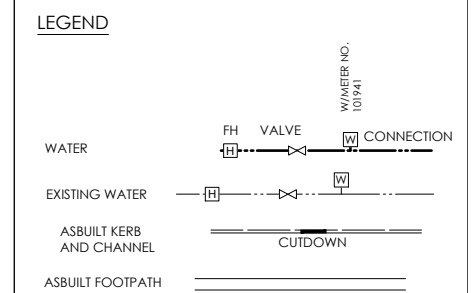 LEGEND
W/METER NO.
101941
FH VALVE
W CONNECTION
WATER H
W
EXISTING WATER H
ASBUILT KERB
AND CHANNEL
CUTDOWN
ASBUILT FOOTPATH